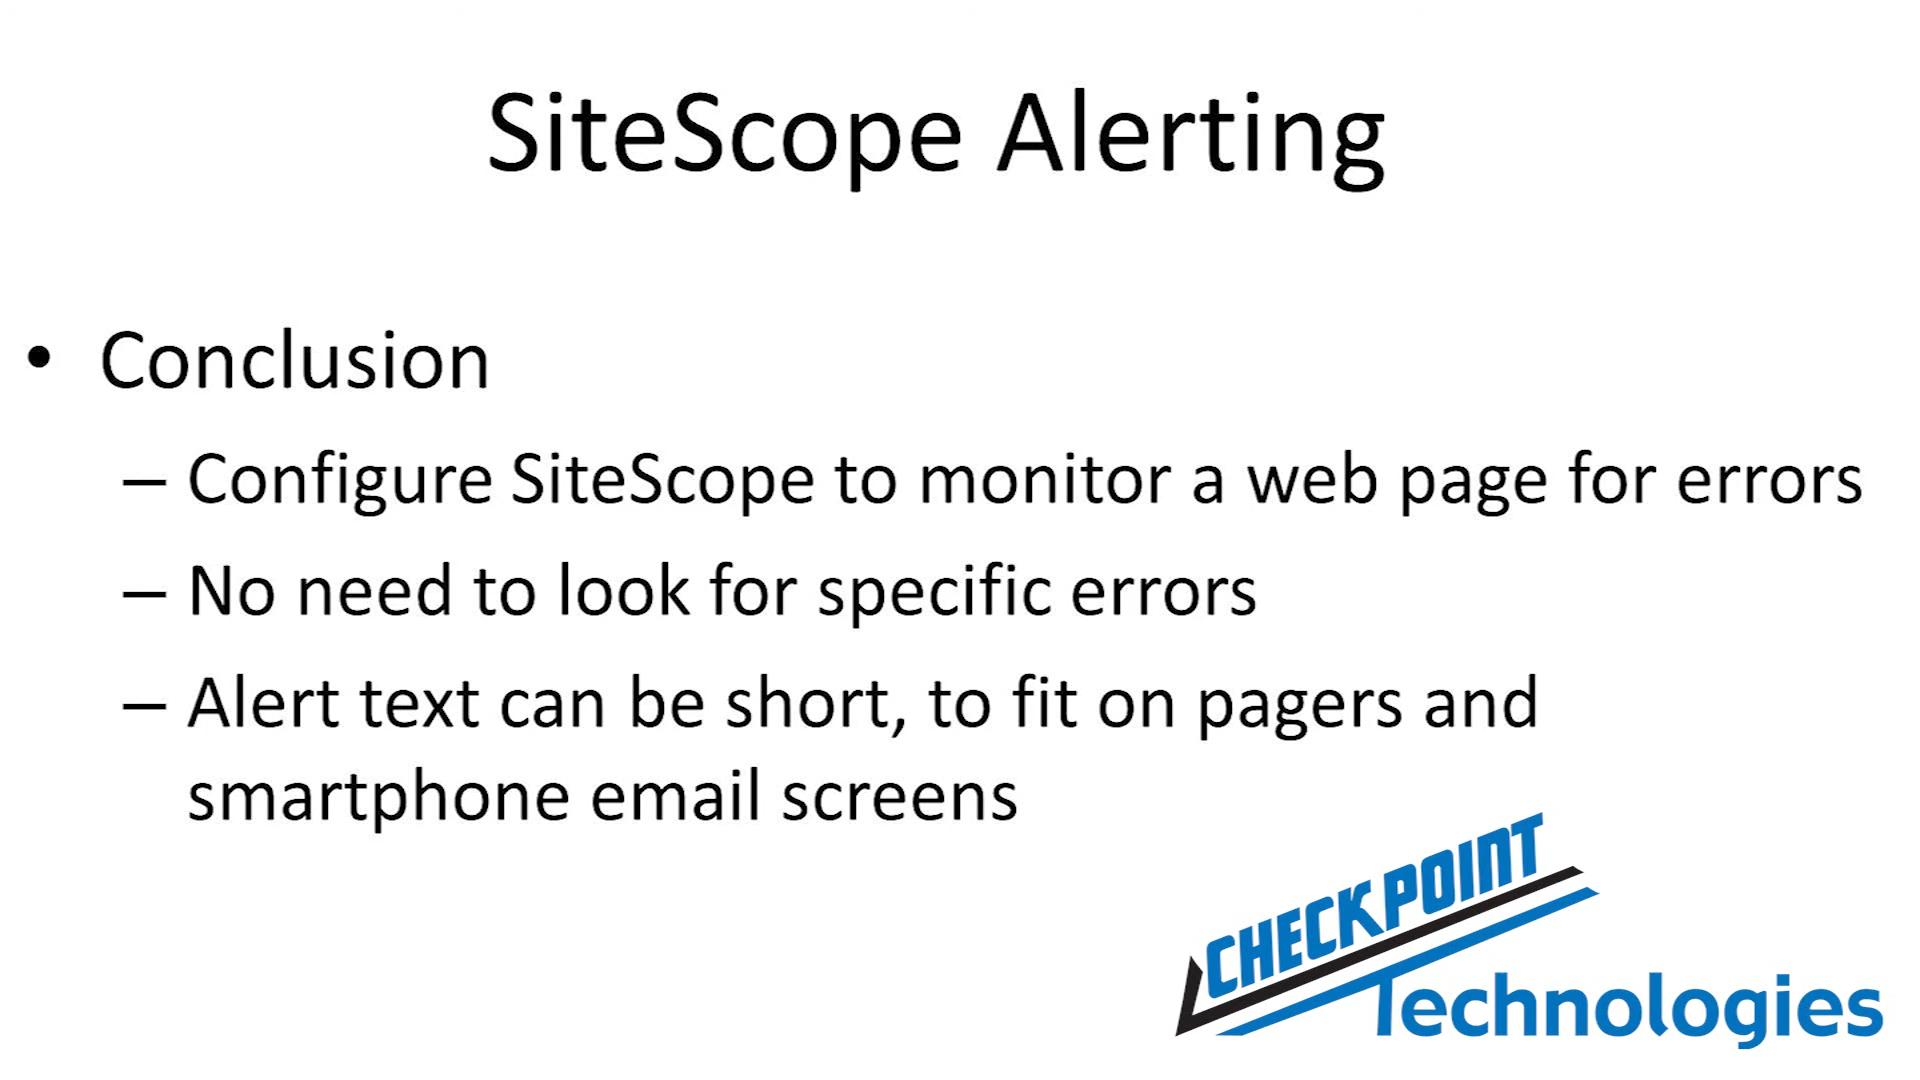 SiteScope Alerting
• Conclusion
– Configure SiteScope to monitor a web page for errors
– No need to look for specific errors
– Alert text can be short, to fit on pagers and
smartphone email screens
CHECKPOINT
Technologies